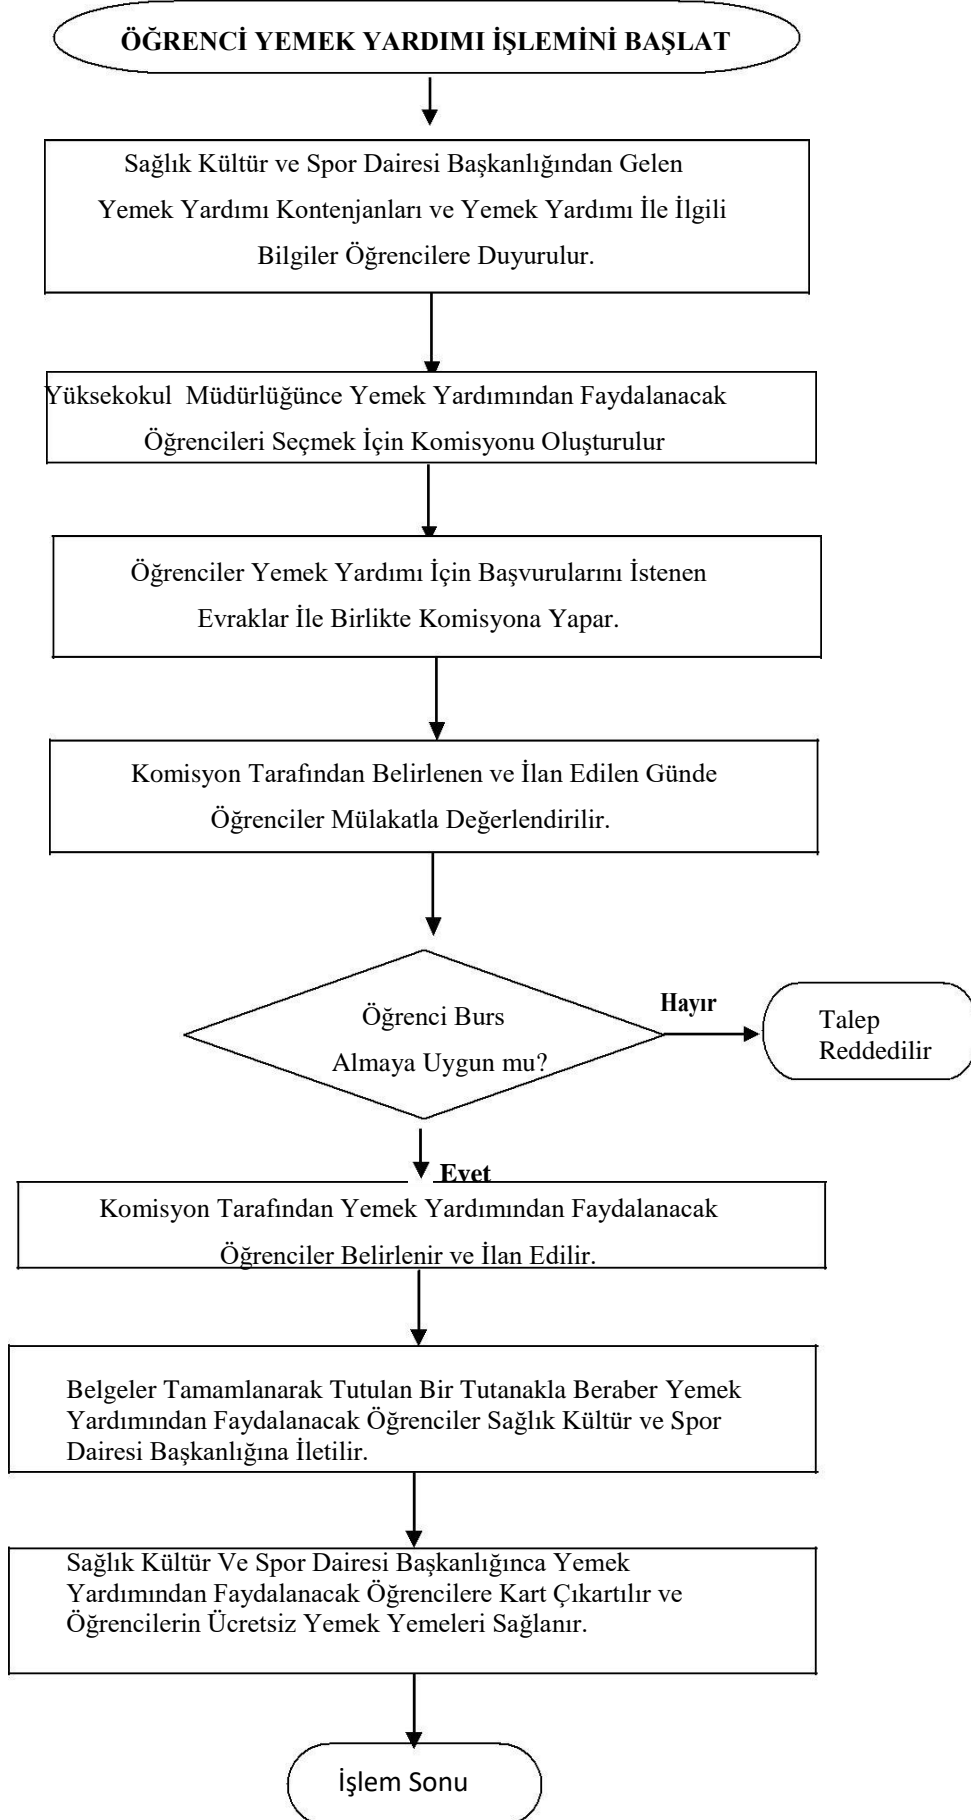 ÖĞRENCİ YEMEK YARDIMI İŞLEMİNİ BAŞLAT
Sağlık Kültür ve Spor Dairesi Başkanlığından Gelen
Yemek Yardımı Kontenjanları ve Yemek Yardımı İle İlgili
Bilgiler Öğrencilere Duyurulur.
Yüksekokul Müdürlüğünce Yemek Yardımından Faydalanacak
Öğrencileri Seçmek İçin Komisyonu Oluşturulur
Öğrenciler Yemek Yardımı İçin Başvurularını İstenen
Evraklar İle Birlikte Komisyona Yapar.
Komisyon Tarafından Belirlenen ve İlan Edilen Günde
Öğrenciler Mülakatla Değerlendirilir.
Öğrenci Burs
Almaya Uygun mu?
Hayır
Talep
Reddedilir
Evet
Komisyon Tarafından Yemek Yardımından Faydalanacak
Öğrenciler Belirlenir ve İlan Edilir.
Belgeler Tamamlanarak Tutulan Bir Tutanakla Beraber Yemek
Yardımından Faydalanacak Öğrenciler Sağlık Kültür ve Spor
Dairesi Başkanlığına İletilir.
Sağlık Kültür Ve Spor Dairesi Başkanlığınca Yemek
Yardımından Faydalanacak Öğrencilere Kart Çıkartılır ve
Öğrencilerin Ücretsiz Yemek Yemeleri Sağlanır.
İşlem Sonu